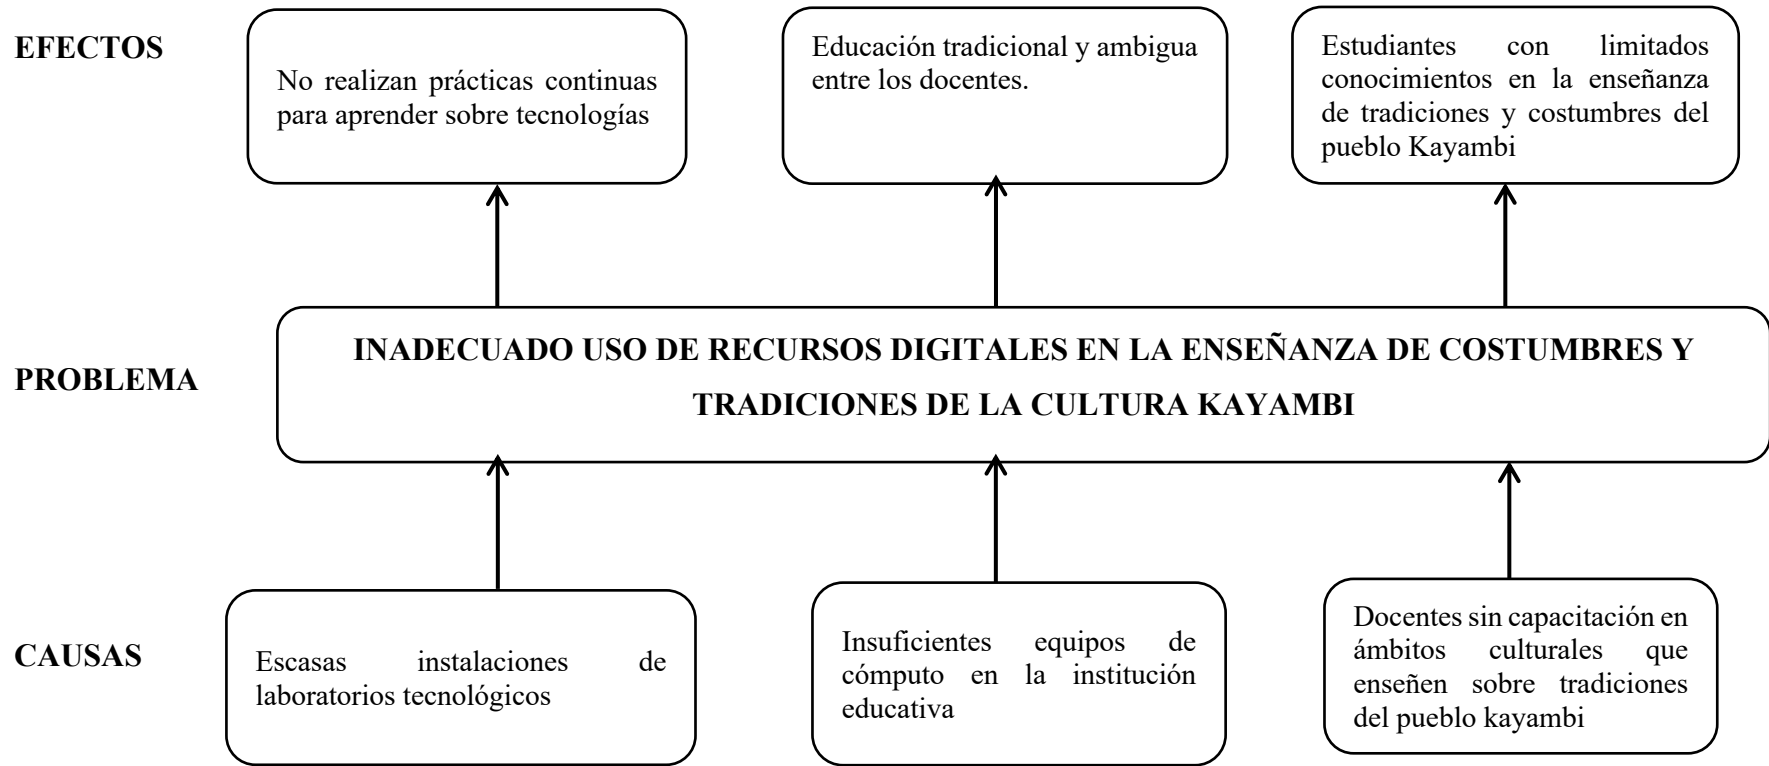 EFECTOS
No realizan prácticas continuas
para aprender sobre tecnologías
Educación tradicional y ambigua
entre los docentes.
Estudiantes con limitados
conocimientos en la enseñanza
de tradiciones y costumbres del
pueblo Kayambi
PROBLEMA
INADECUADO USO DE RECURSOS DIGITALES EN LA ENSEÑANZA DE COSTUMBRES Y
TRADICIONES DE LA CULTURA KAYAMBI
CAUSAS
Escasas instalaciones de
laboratorios tecnológicos
Insuficientes equipos de
cómputo en la institución
educativa
Docentes sin capacitación en
ámbitos culturales que
enseñen sobre tradiciones
del pueblo kayambi